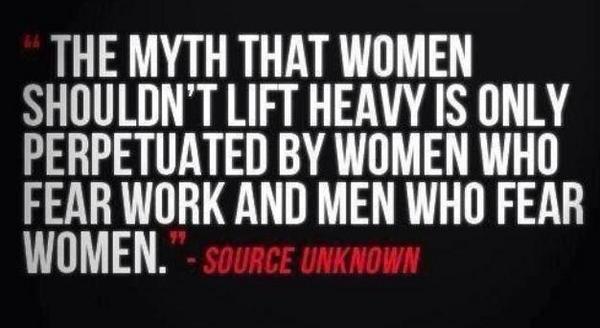 “ THE MYTH THAT WOMEN
SHOULDN'T LIFT HEAVY IS ONLY
PERPETUATED BY WOMEN WHO
FEAR WORK AND MEN WHO FEAR
WOMEN.” - SOURCE UNKNOWN